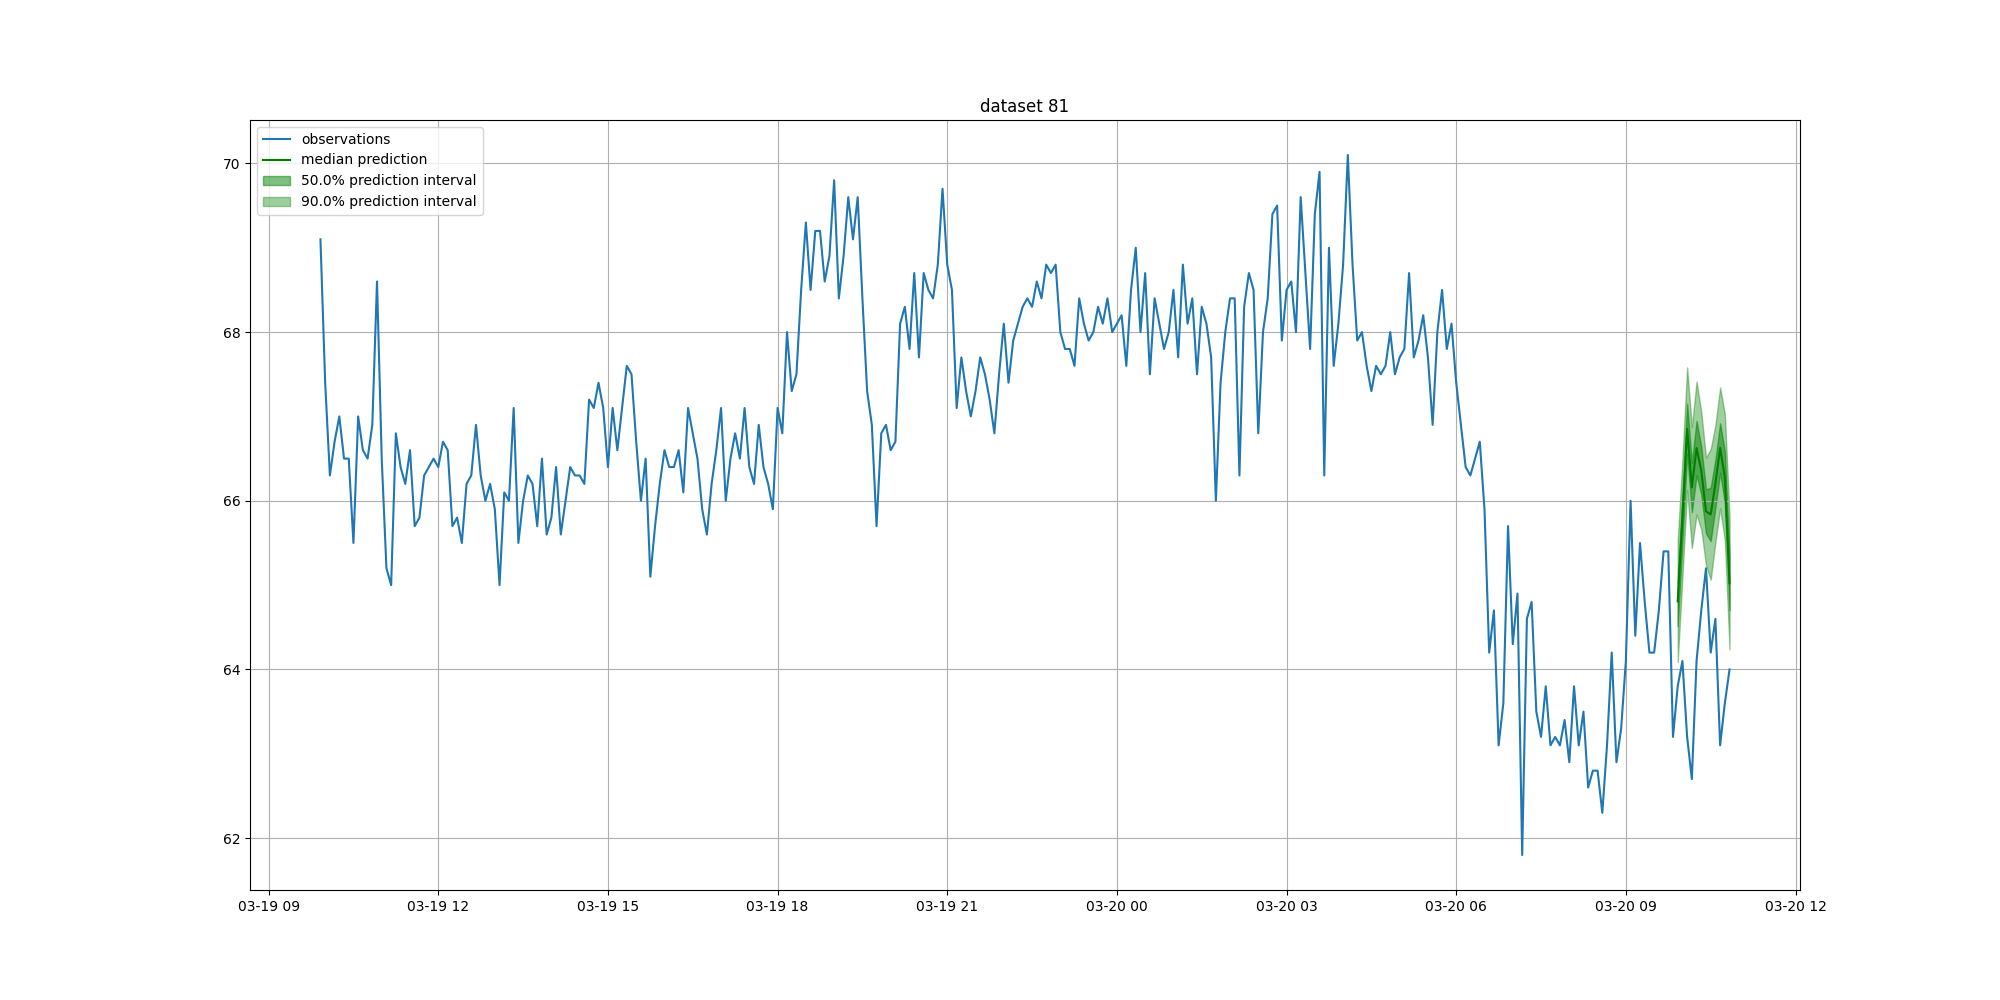 dataset 81
observations
median prediction
50.0% prediction interval
90.0% prediction interval
70
68
66
64
62
03-19 09 03-19 12 03-19 15 03-19 18 03-19 21 03-20 00 03-20 03 03-20 06 03-20 09 03-20 12